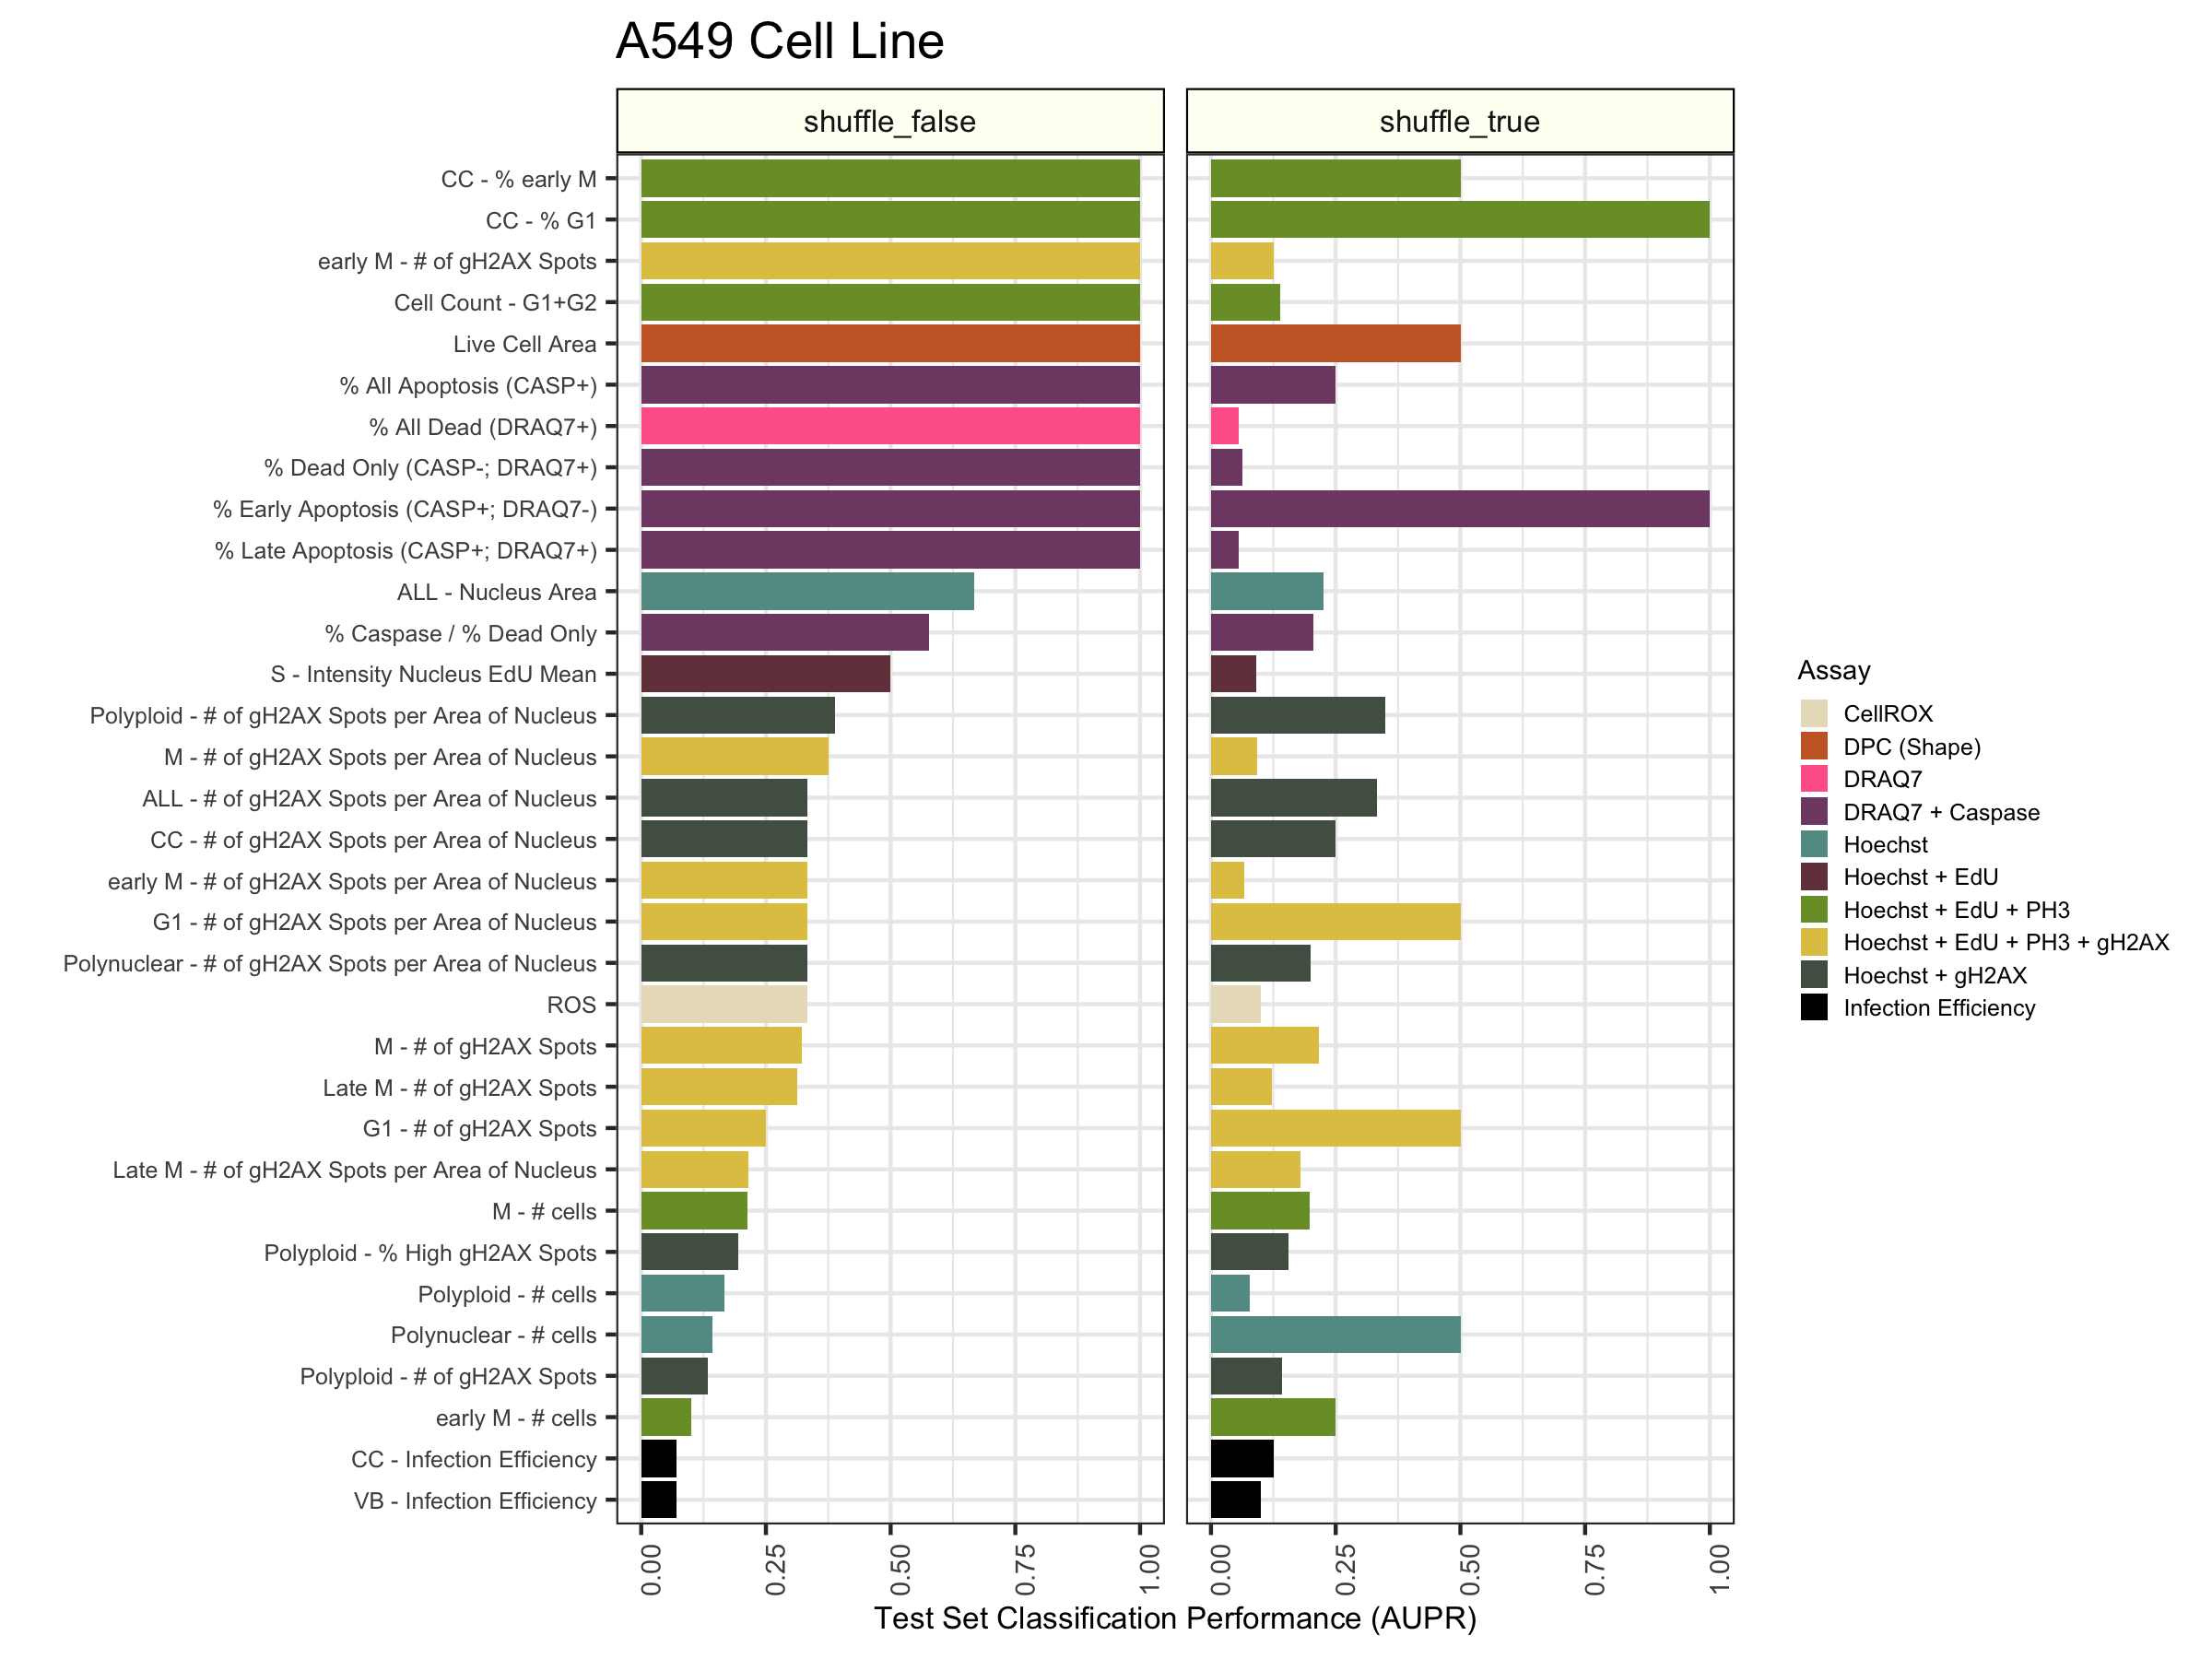 A549 Cell Line
shuffle_false
shuffle_true
CC - % early M
CC - % G1
early M - # of gH2AX Spots
Cell Count - G1+G2
Live Cell Area
% All Apoptosis (CASP+)
% All Dead (DRAQ7+)
% Dead Only (CASP-; DRAQ7+)
% Early Apoptosis (CASP+; DRAQ7-)
% Late Apoptosis (CASP+; DRAQ7+)
ALL - Nucleus Area
% Caspase / % Dead Only
S - Intensity Nucleus EdU Mean
Polyploid - # of gH2AX Spots per Area of Nucleus
M - # of gH2AX Spots per Area of Nucleus
ALL - # of gH2AX Spots per Area of Nucleus
CC - # of gH2AX Spots per Area of Nucleus
early M - # of gH2AX Spots per Area of Nucleus
G1 - # of gH2AX Spots per Area of Nucleus
Polynuclear - # of gH2AX Spots per Area of Nucleus
ROS
M - # of gH2AX Spots
Late M - # of gH2AX Spots
G1 - # of gH2AX Spots
Late M - # of gH2AX Spots per Area of Nucleus
M - # cells
Polyploid - % High gH2AX Spots
Polyploid - # cells
Polynuclear - # cells
Polyploid - # of gH2AX Spots
early M - # cells
CC - Infection Efficiency
VB - Infection Efficiency
0.00 0.25 0.50 0.75 1.00
0.00 0.25 0.50 0.75 1.00
Test Set Classification Performance (AUPR)
Assay
CellROX
DPC (Shape)
DRAQ7
DRAQ7 + Caspase
Hoechst
Hoechst + EdU
Hoechst + EdU + PH3
Hoechst + EdU + PH3 + gH2AX
Hoechst + gH2AX
Infection Efficiency